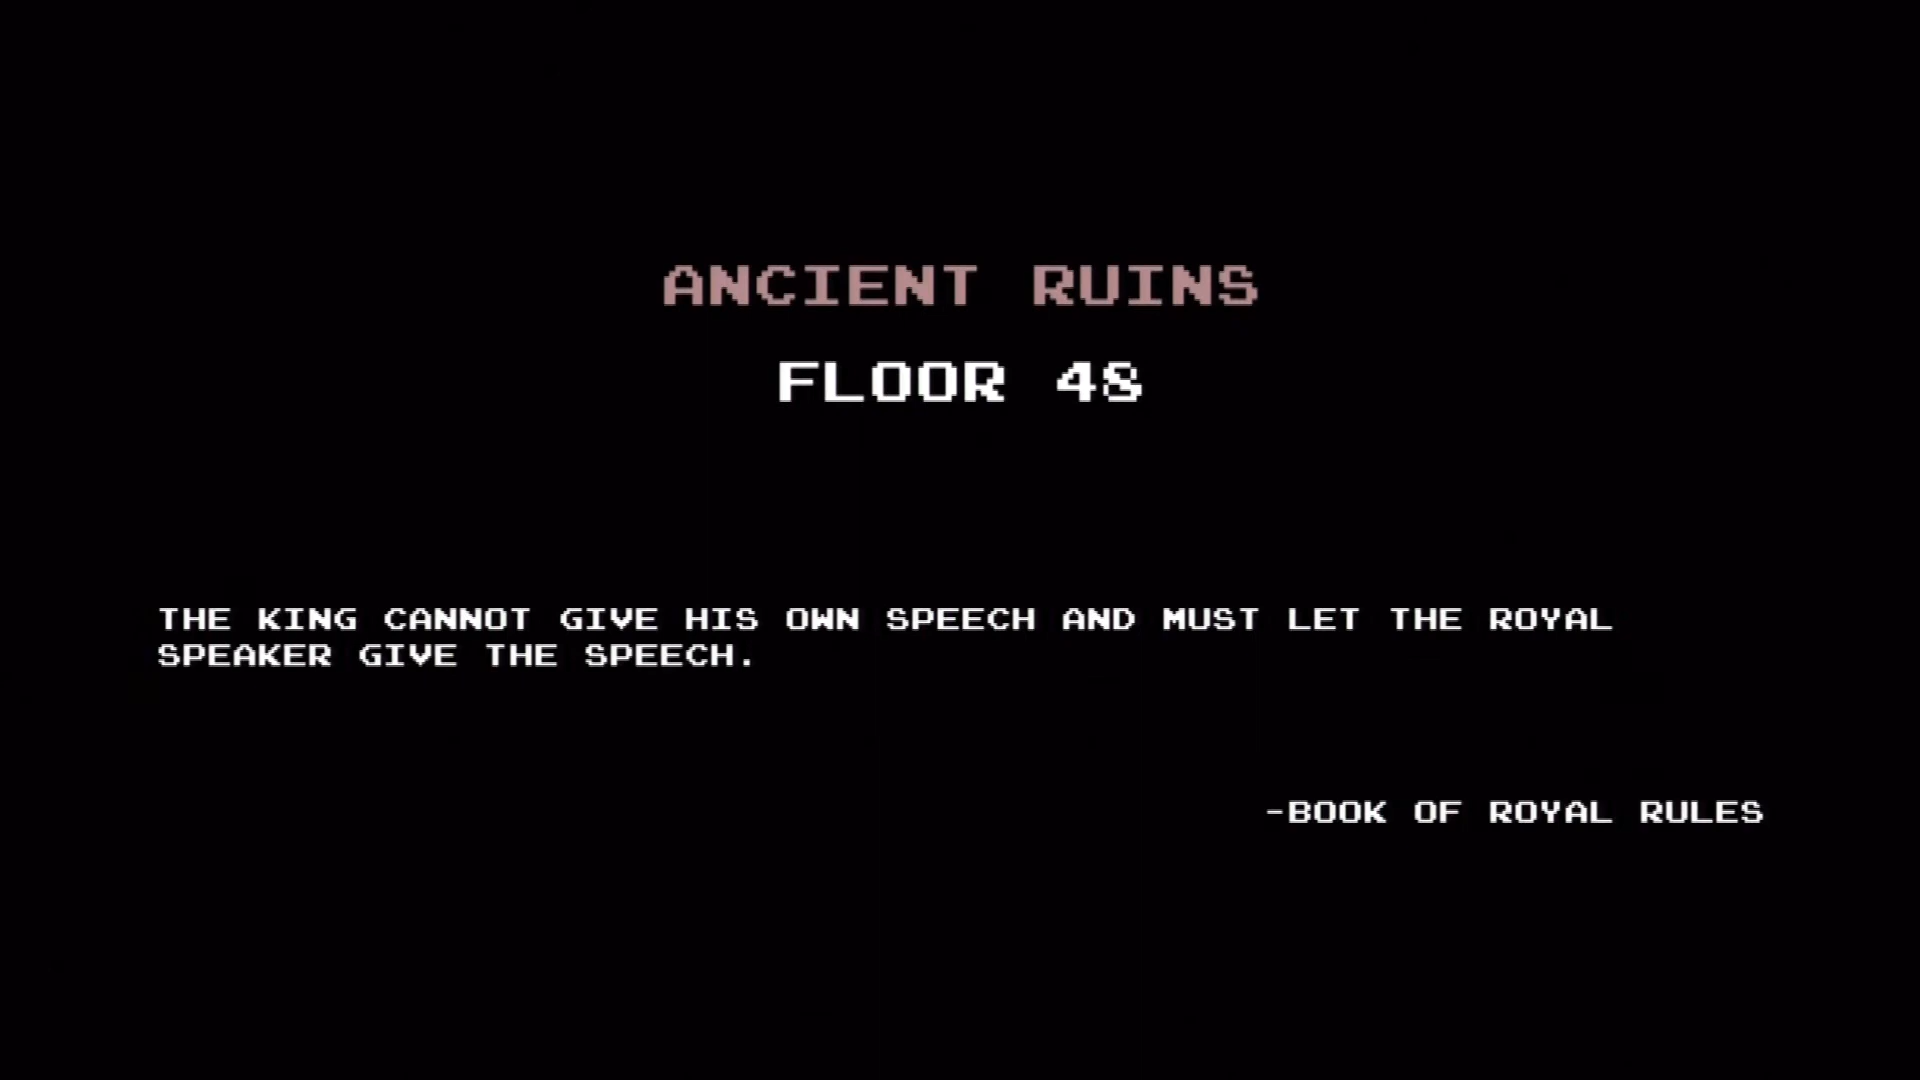 ANCIENT RUINS
FLOOR 48
THE KING CANNOT GIVE HIS OWN SPEECH AND MUST LET THE ROYAL
SPEAKER GIVE THE SPEECH.
-BOOK OF ROYAL RULES